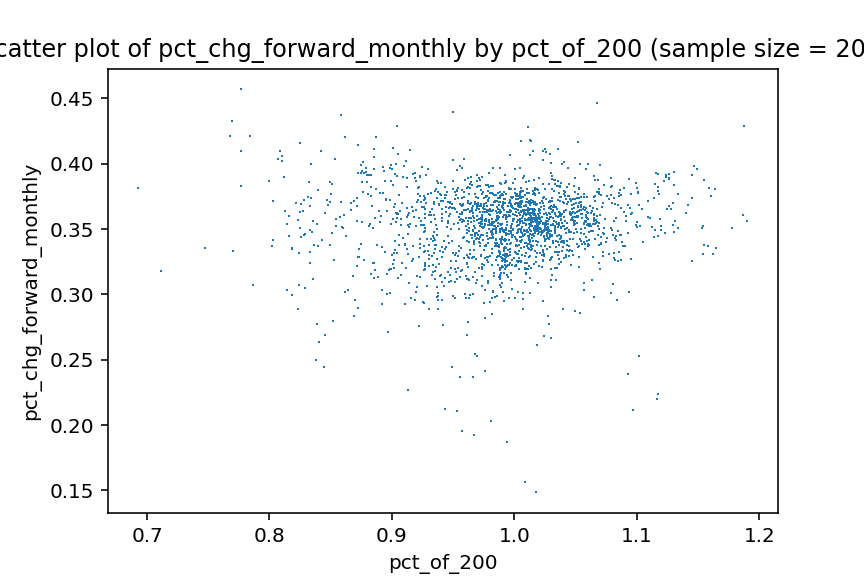 catter plot of pct_chg_forward_monthly by pct_of_200 (sample size = 20
0.45
0.40
0.35
0.30
0.25
0.20
0.15
pct_chg_forward_monthly
0.7 0.8 0.9 1.0 1.1 1.2
pct_of_200